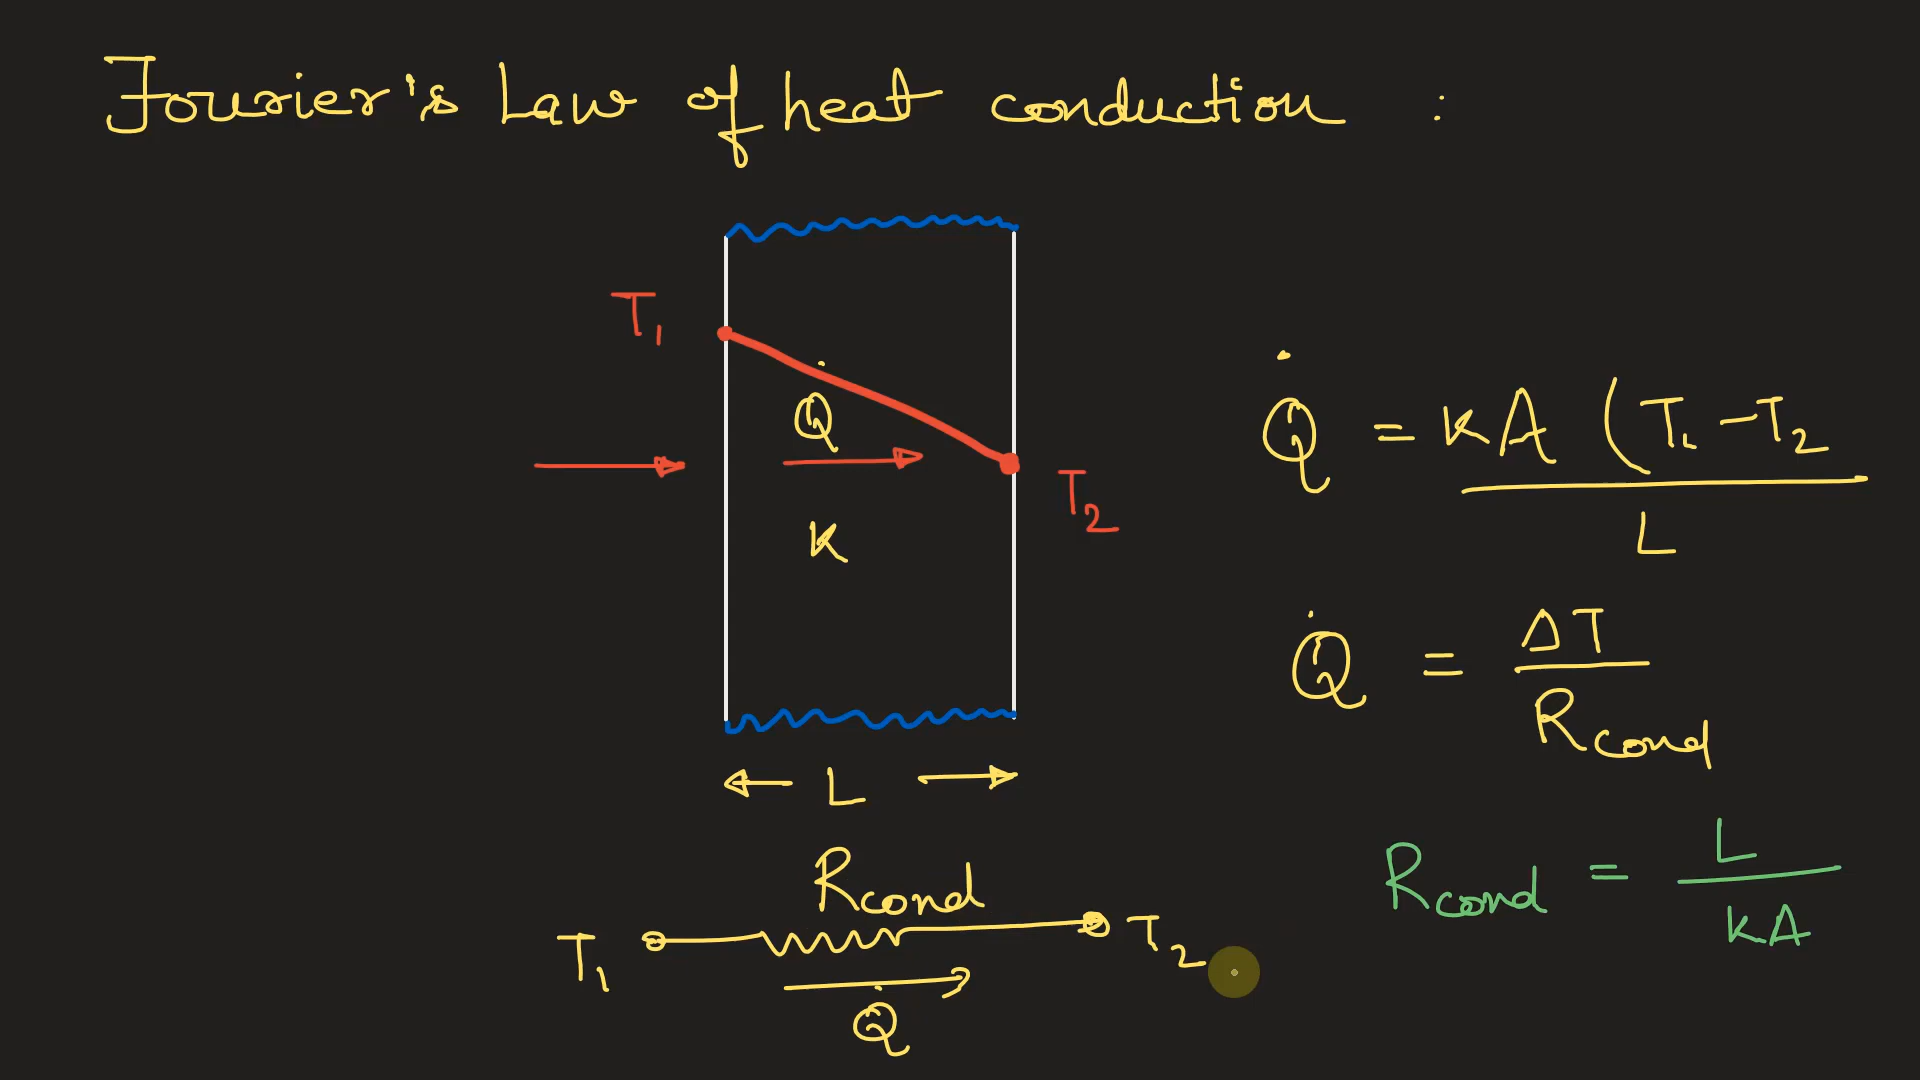 Fourier's Law of heat conduction :
T₁
Q̇
K
T₂
L
Q̇ = KA (T₁ - T₂
L
Q̇ = ΔT
Rcond
Rcond = L
KA
Rcond
T₁ T₂
Q̇